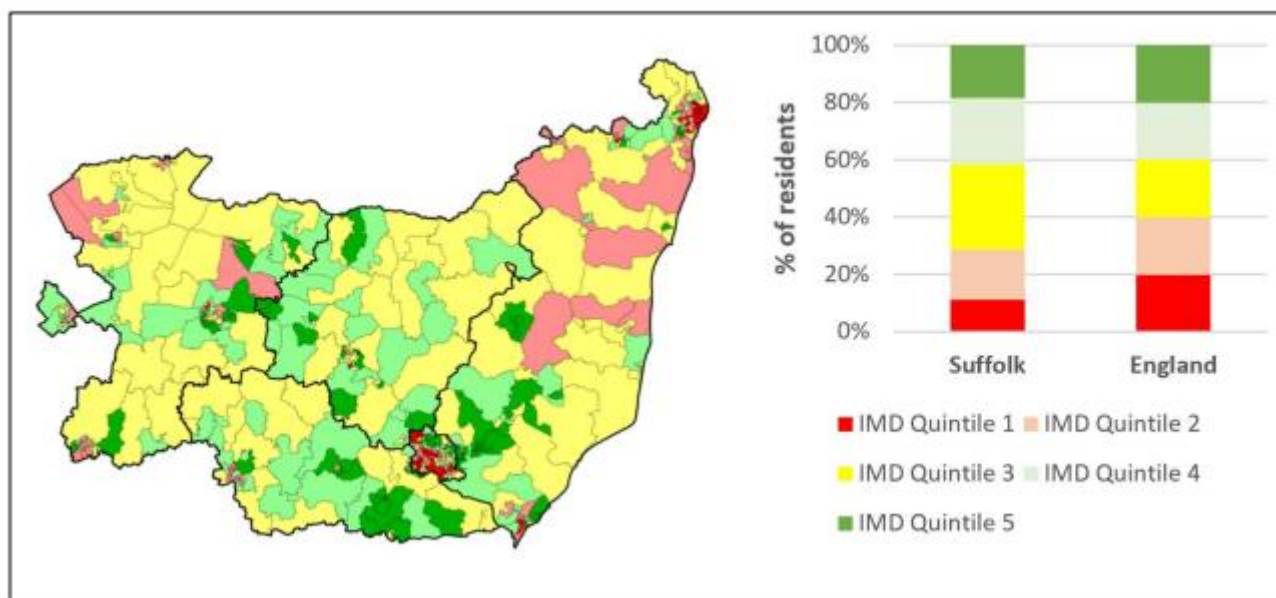 100%
80%
60%
40%
20%
0%
% of residents
Suffolk England
IMD Quintile 1 IMD Quintile 2
IMD Quintile 3 IMD Quintile 4
IMD Quintile 5